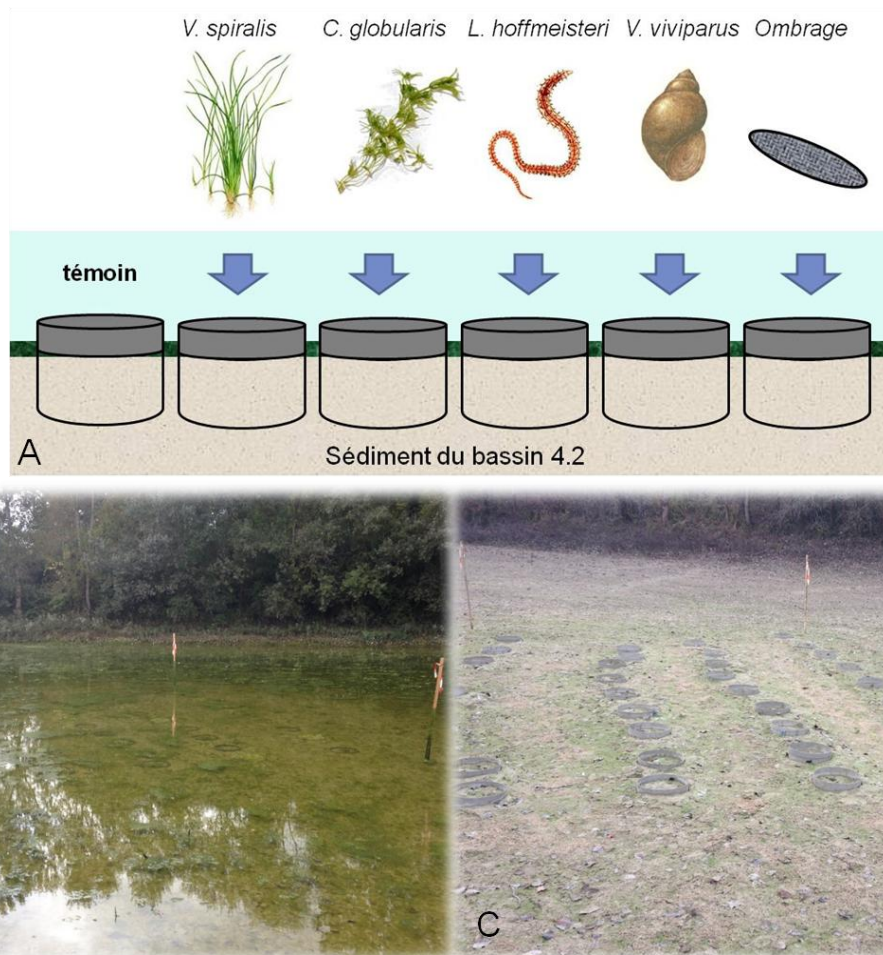 V. spiralis C. globularis L. hoffmeisteri V. viviparus Ombrage
témoin
A Sédiment du bassin 4.2
C